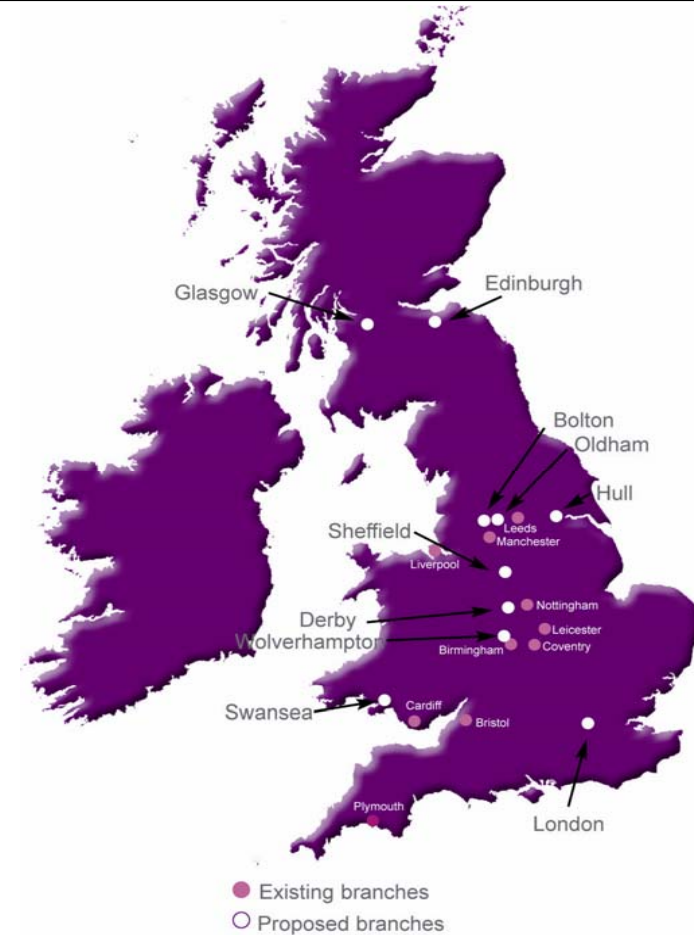 Glasgow
Edinburgh
Bolton
Oldham
Hull
Leeds
Sheffield
Manchester
Liverpool
Nottingham
Derby
Leicester
Wolverhampton
Birmingham
Coventry
Swansea
Cardiff
Bristol
Plymouth
London
Existing branches
Proposed branches